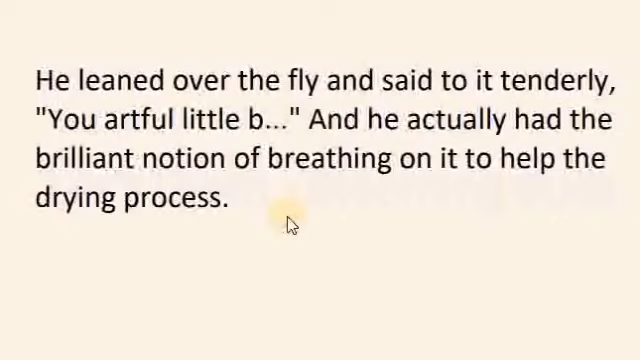 He leaned over the fly and said to it tenderly,
"You artful little b..." And he actually had the
brilliant notion of breathing on it to help the
drying process.